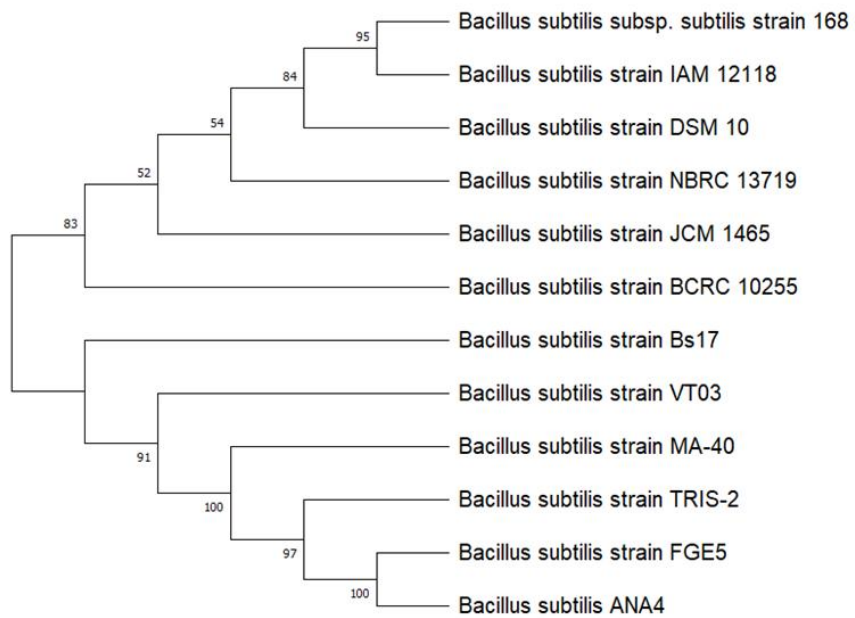 Bacillus subtilis subsp. subtilis strain 168
95
Bacillus subtilis strain IAM 12118
84
Bacillus subtilis strain DSM 10
54
Bacillus subtilis strain NBRC 13719
52
Bacillus subtilis strain JCM 1465
83
Bacillus subtilis strain BCRC 10255
Bacillus subtilis strain Bs17
Bacillus subtilis strain VT03
91
Bacillus subtilis strain MA-40
100
Bacillus subtilis strain TRIS-2
97
Bacillus subtilis strain FGE5
100
Bacillus subtilis ANA4